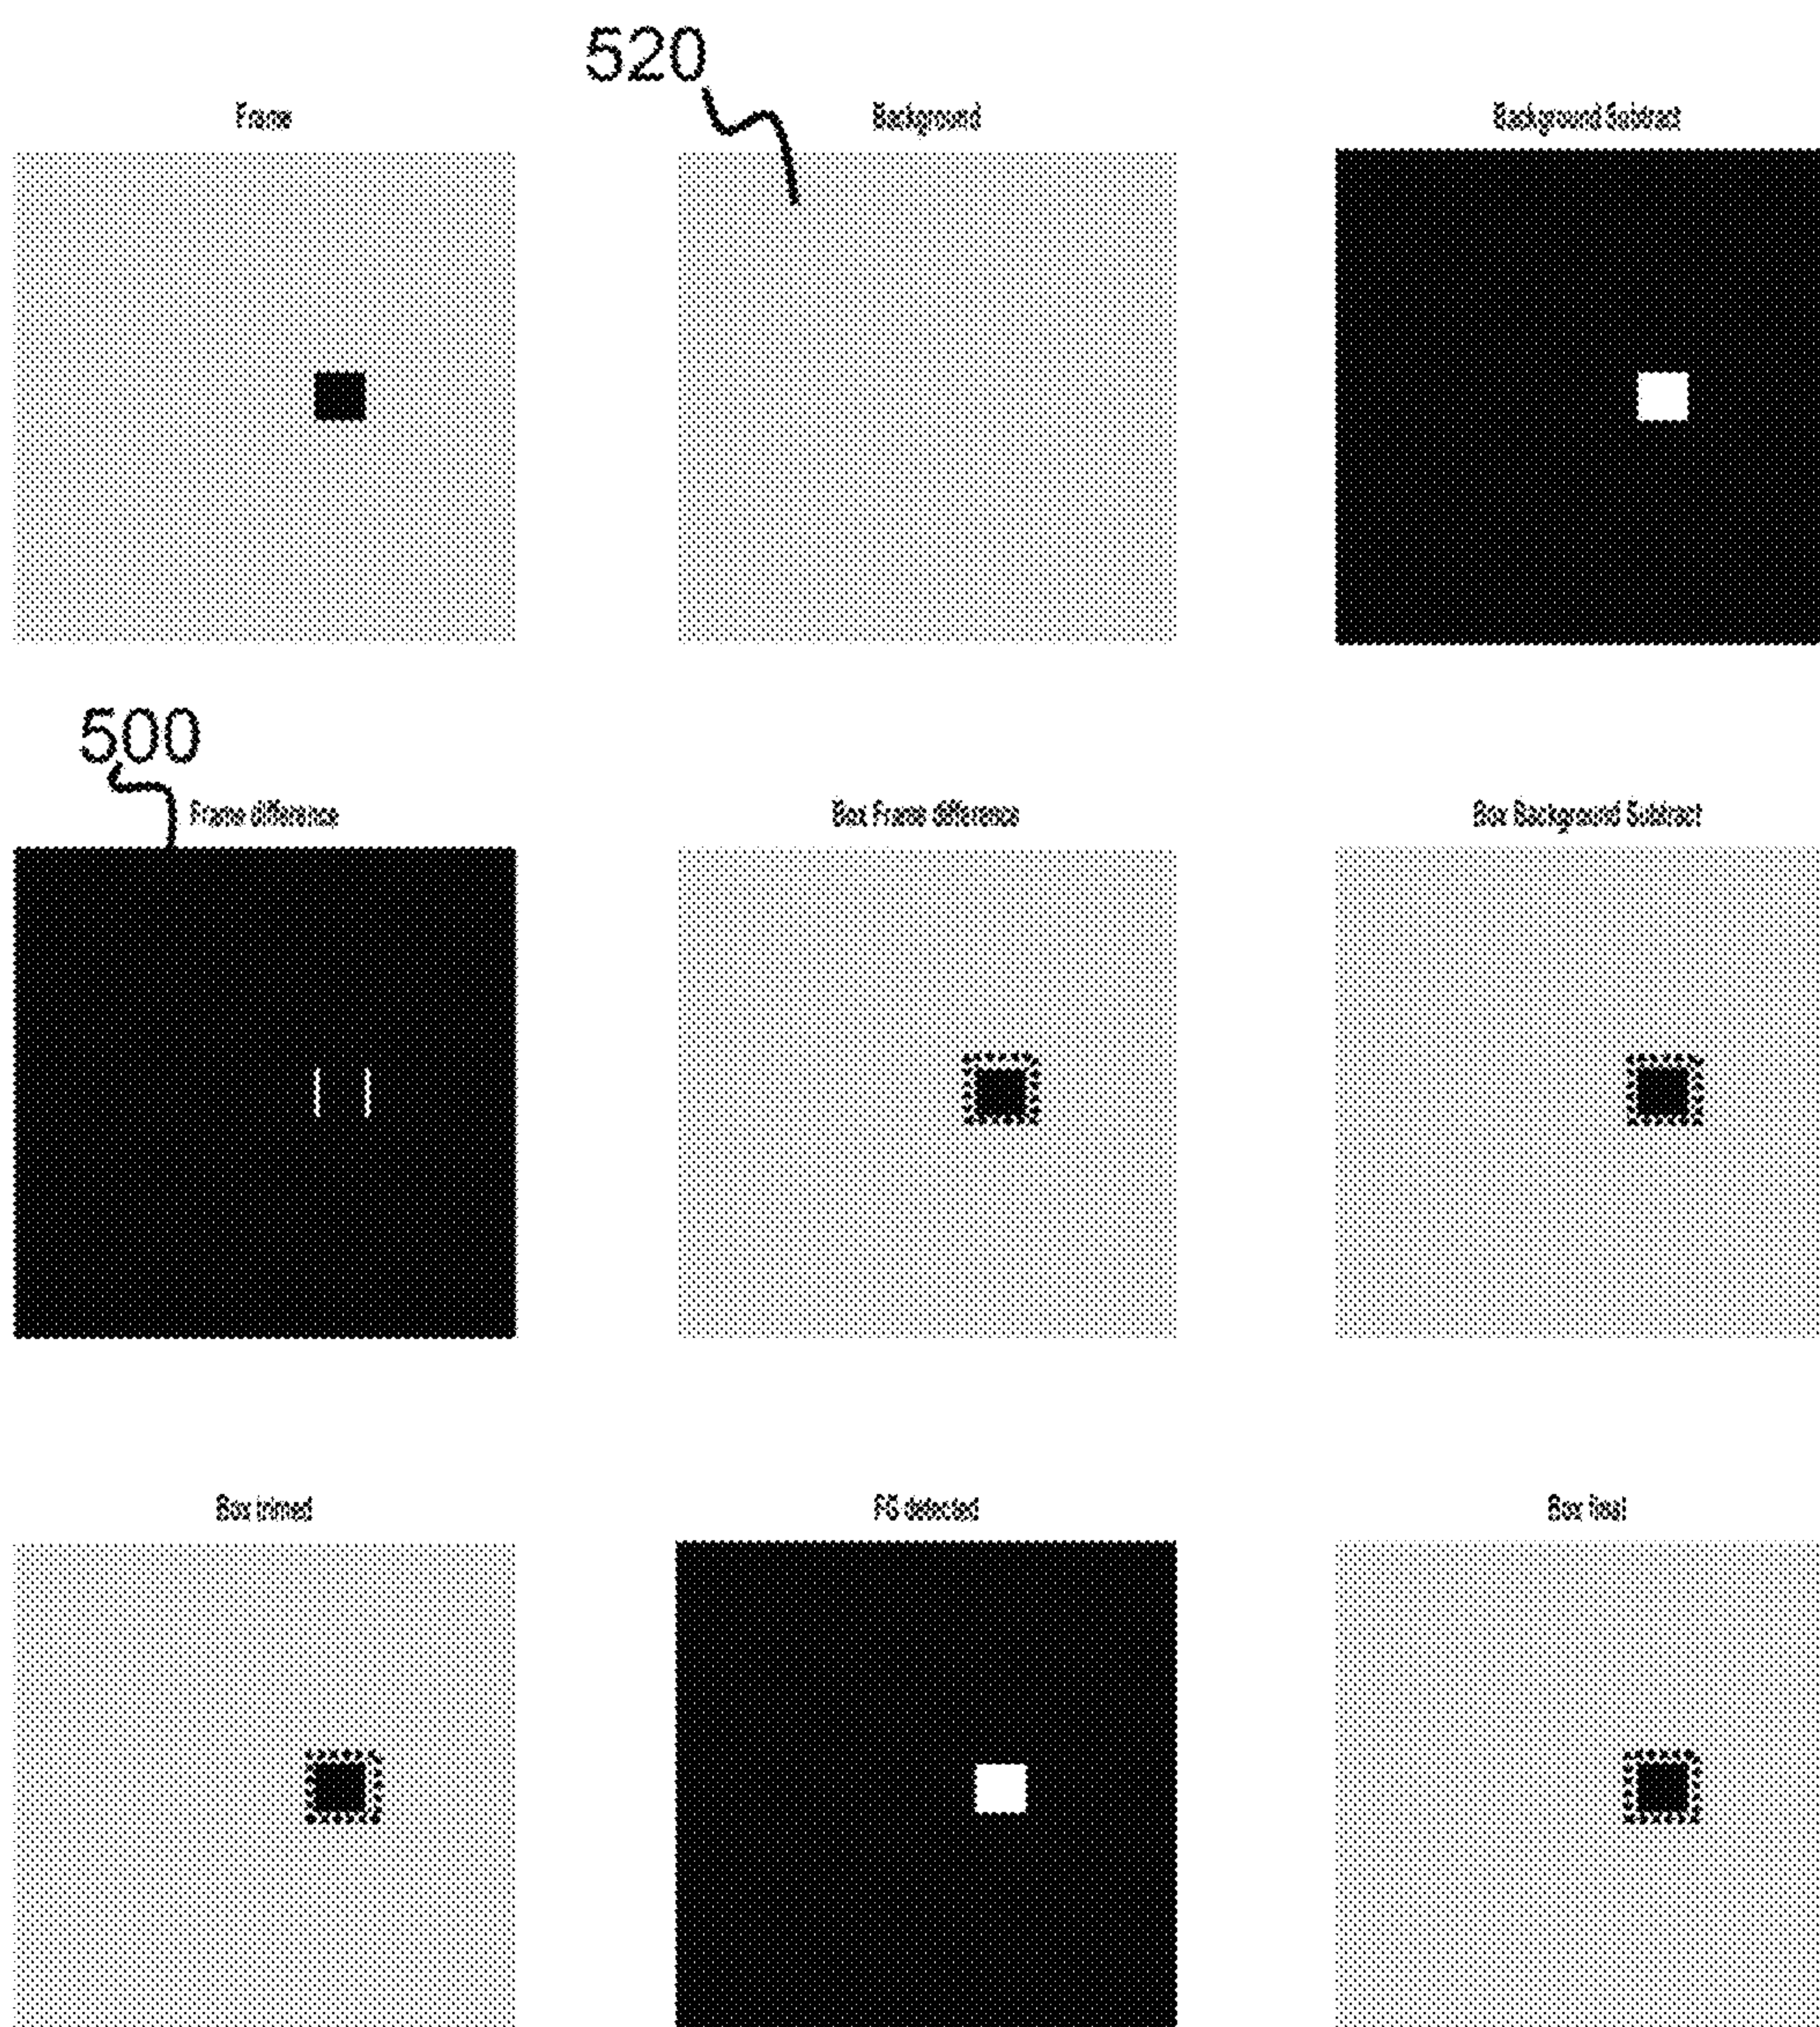 520
Frame
Background
Background Subtract
500
Frame difference
Box Frame difference
Box Background Subtract
Box trimed
FG detected
Box final